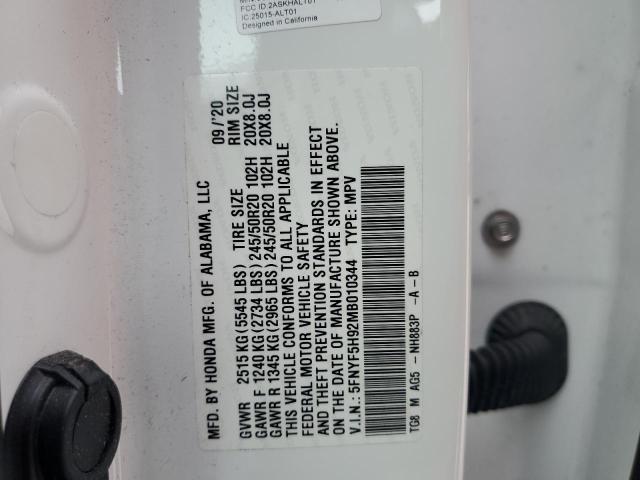 FCC ID:2ASKHALT01
IC:25015-ALT01
Designed in California
MFD. BY HONDA MFG. OF ALABAMA, LLC 09/'20
GVWR 2515 KG (5545 LBS) TIRE SIZE RIM SIZE
GAWR F 1240 KG (2734 LBS) 245/50R20 102H 20X8.0J
GAWR R 1345 KG (2965 LBS) 245/50R20 102H 20X8.0J
THIS VEHICLE CONFORMS TO ALL APPLICABLE
FEDERAL MOTOR VEHICLE SAFETY
AND THEFT PREVENTION STANDARDS IN EFFECT
ON THE DATE OF MANUFACTURE SHOWN ABOVE.
V.I.N.: 5FNYF5H92MB010344 TYPE: MPV
TG8 M AG5 - NH883P -A-B